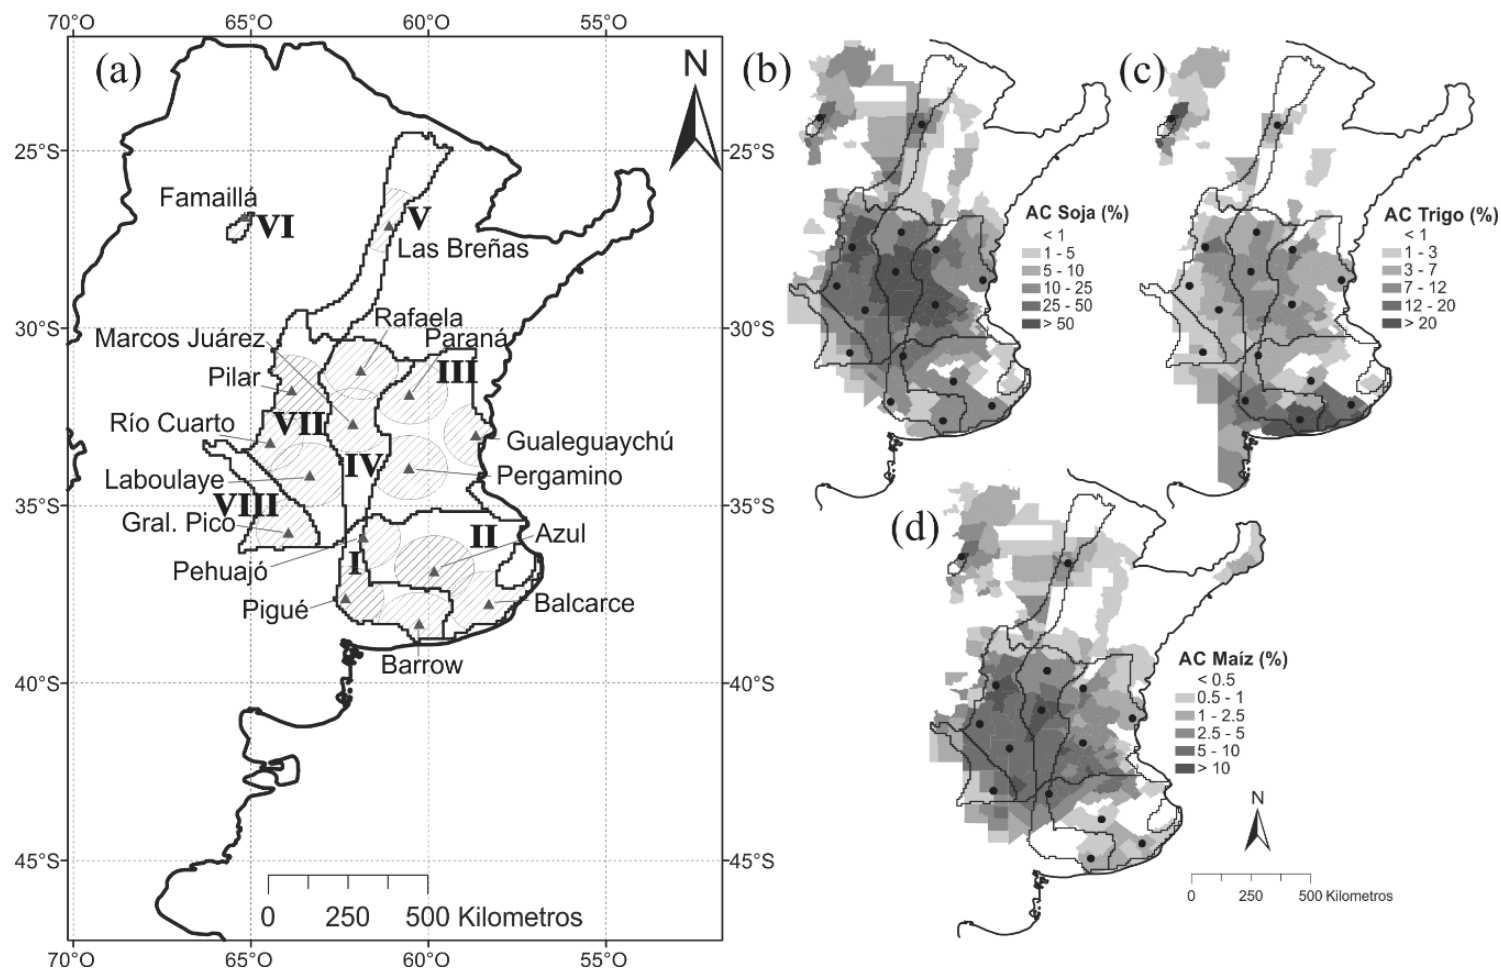 70°O 65°O 60°O 55°O
(a)
N
25°S
30°S
35°S
40°S
45°S
25°S
30°S
35°S
40°S
45°S
Famaillá
VI
V
Las Breñas
Rafaela
Marcos Juárez
Paraná
III
Pilar
Río Cuarto
VII
Gualeguaychú
IV
Pergamino
Laboulaye
VIII
Gral. Pico
II
Azul
Pehuajó
I
Pigué
Balcarce
Barrow
0 250 500 Kilometros
70°O 65°O 60°O 55°O
(b)
AC Soja (%)
< 1
1 - 5
5 - 10
10 - 25
25 - 50
> 50
(c)
AC Trigo (%)
< 1
1 - 3
3 - 7
7 - 12
12 - 20
> 20
(d)
AC Maíz (%)
< 0.5
0.5 - 1
1 - 2.5
2.5 - 5
5 - 10
> 10
N
0 250 500 Kilometros